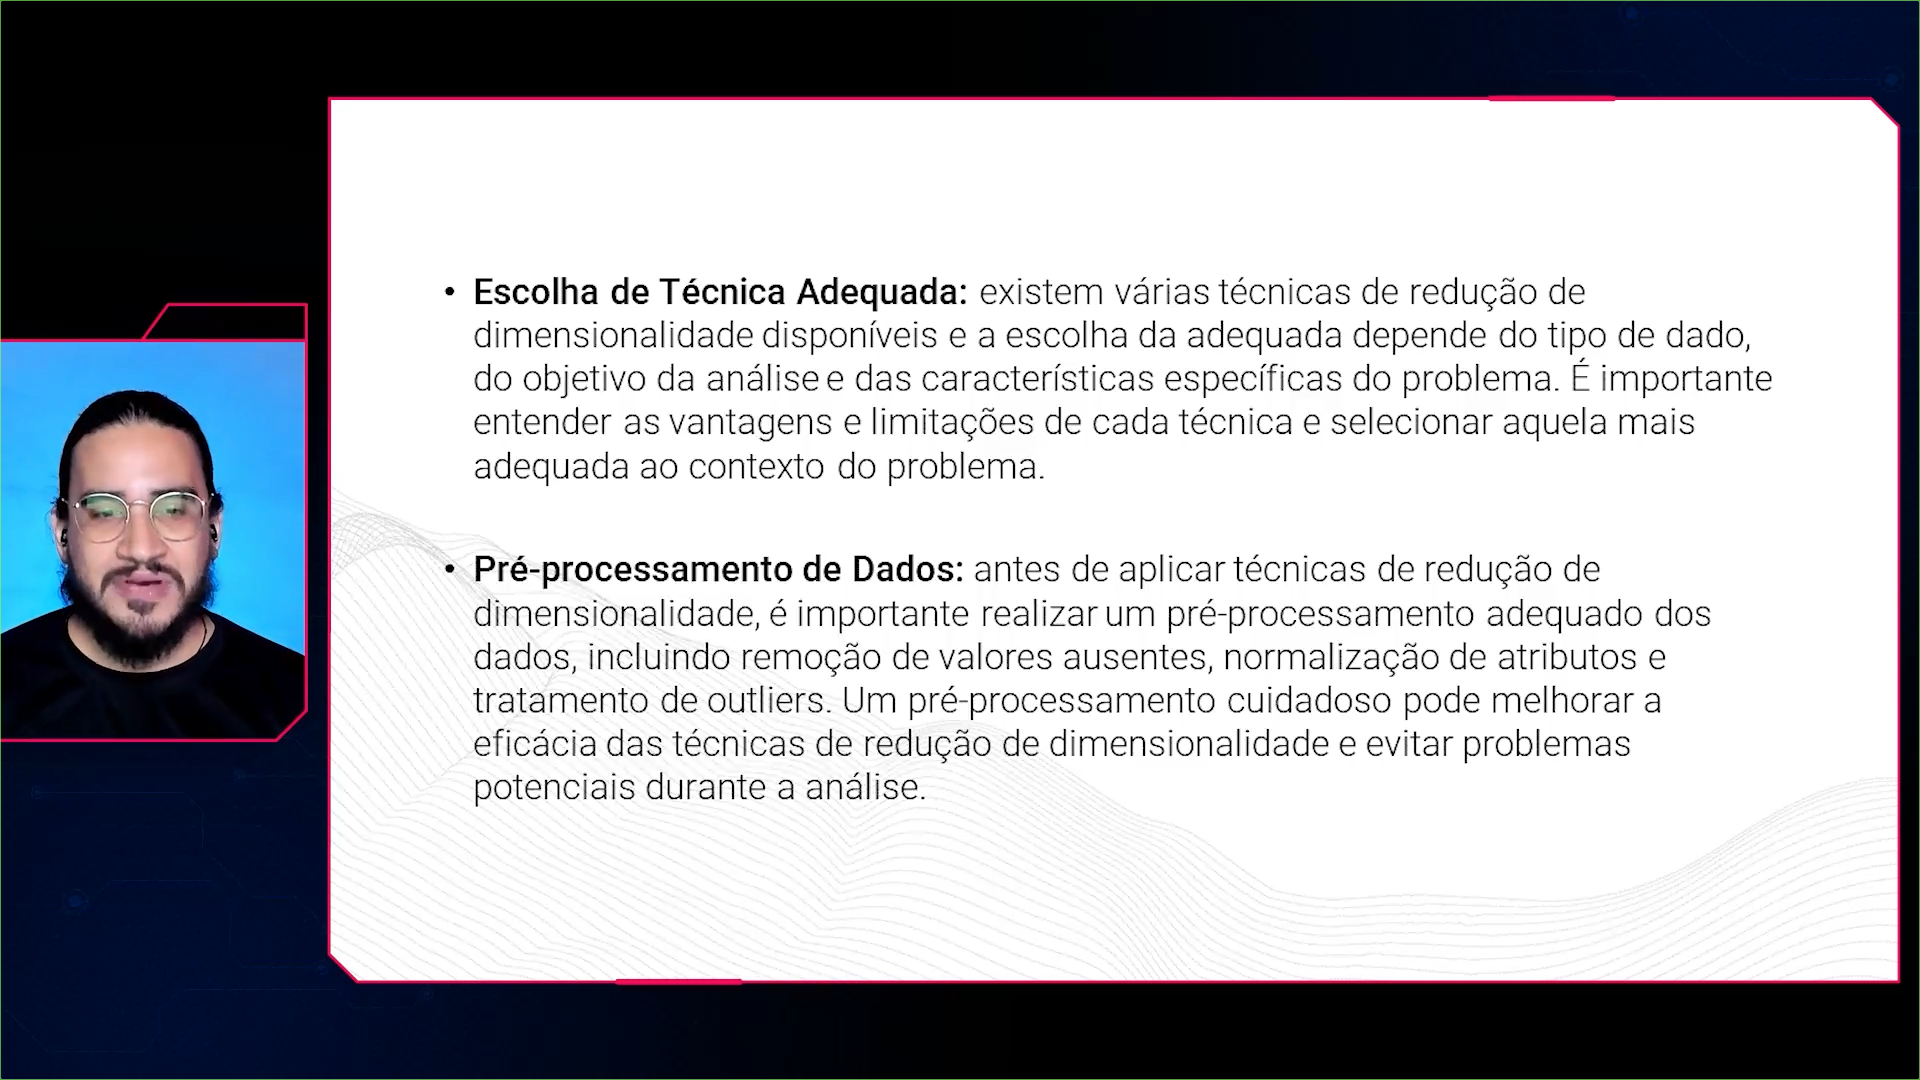 • Escolha de Técnica Adequada: existem várias técnicas de redução de
dimensionalidade disponíveis e a escolha da adequada depende do tipo de dado,
do objetivo da análise e das características específicas do problema. É importante
entender as vantagens e limitações de cada técnica e selecionar aquela mais
adequada ao contexto do problema.
• Pré-processamento de Dados: antes de aplicar técnicas de redução de
dimensionalidade, é importante realizar um pré-processamento adequado dos
dados, incluindo remoção de valores ausentes, normalização de atributos e
tratamento de outliers. Um pré-processamento cuidadoso pode melhorar a
eficácia das técnicas de redução de dimensionalidade e evitar problemas
potenciais durante a análise.